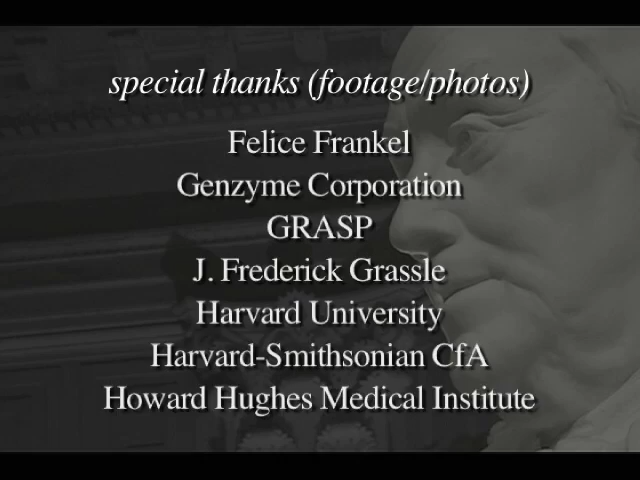 special thanks (footage/photos)
Felice Frankel
Genzyme Corporation
GRASP
J. Frederick Grassle
Harvard University
Harvard-Smithsonian CfA
Howard Hughes Medical Institute